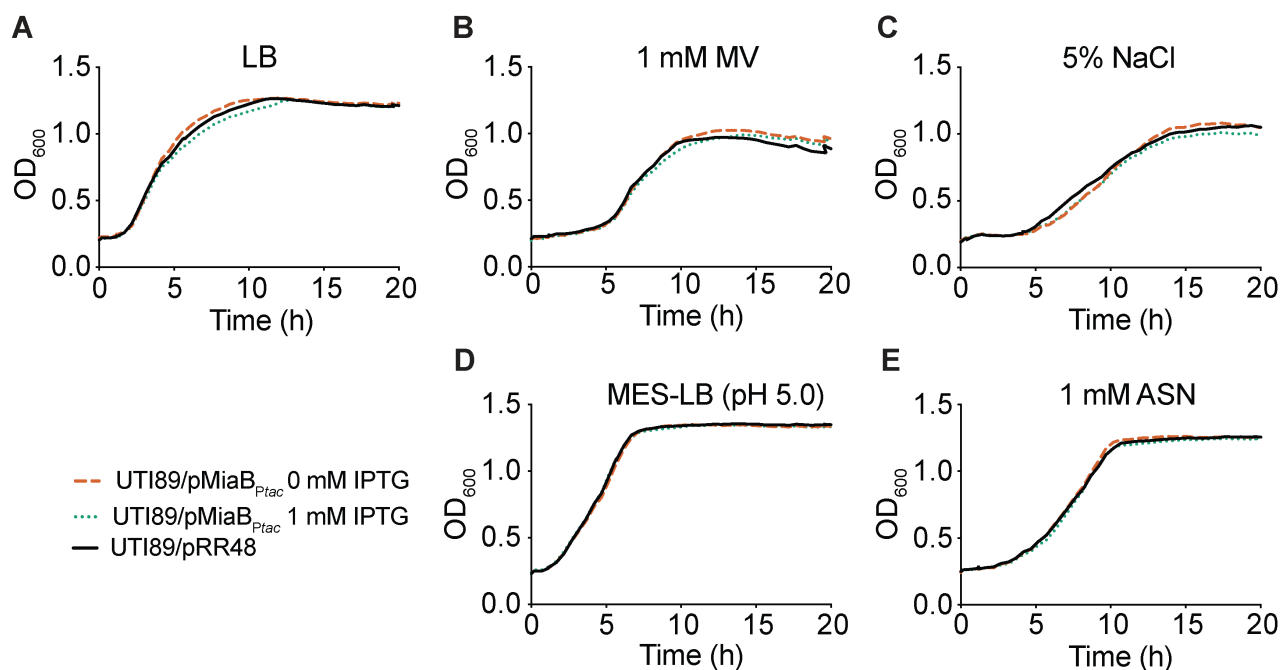 A
LB
OD600
1.5
1.0
0.5
0.0
0 5 10 15 20
Time (h)
B
1 mM MV
OD600
1.5
1.0
0.5
0.0
0 5 10 15 20
Time (h)
C
5% NaCl
OD600
1.5
1.0
0.5
0.0
0 5 10 15 20
Time (h)
D
MES-LB (pH 5.0)
OD600
1.5
1.0
0.5
0.0
0 5 10 15 20
Time (h)
E
1 mM ASN
OD600
1.5
1.0
0.5
0.0
0 5 10 15 20
Time (h)
UTI89/pMiaBPtac 0 mM IPTG
UTI89/pMiaBPtac 1 mM IPTG
UTI89/pRR48